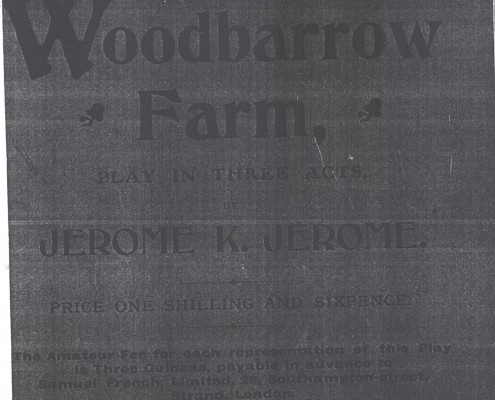 Woodbarrow
Farm,
PLAY IN THREE ACTS.
BY
JEROME K. JEROME.
PRICE ONE SHILLING AND SIXPENCE.
The Amateur Fee for each representation of this Play
is Three Guineas, payable in advance to
Samuel French, Limited, 26, Southampton-street,
Strand, London.